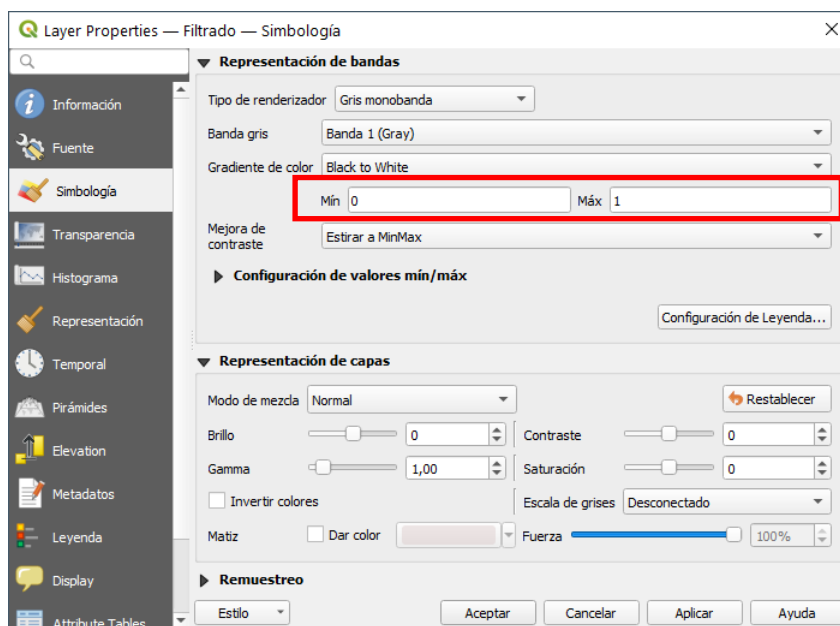 Layer Properties — Filtrado — Simbología
Información
Fuente
Simbología
Transparencia
Histograma
Representación
Temporal
Pirámides
Elevation
Metadatos
Leyenda
Display
Attribute Tables
Representación de bandas
Tipo de renderizador Gris monobanda
Banda gris Banda 1 (Gray)
Gradiente de color Black to White
Mín 0 Máx 1
Mejora de
contraste Estirar a MinMax
Configuración de valores mín/máx
Configuración de Leyenda...
Representación de capas
Modo de mezcla Normal Restablecer
Brillo 0 Contraste 0
Gamma 1,00 Saturación 0
Invertir colores Escala de grises Desconectado
Matiz Dar color Fuerza 100%
Remuestreo
Estilo Aceptar Cancelar Aplicar Ayuda